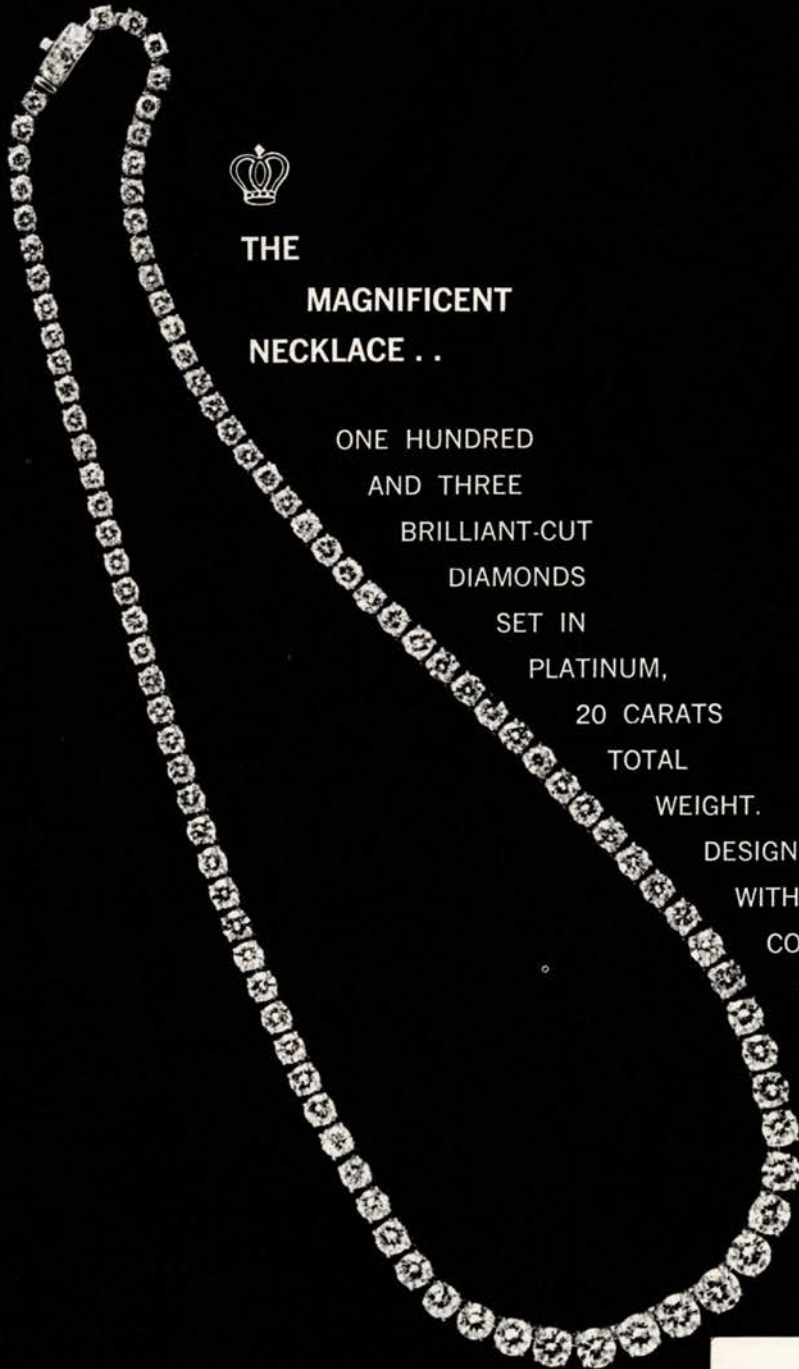 THE
MAGNIFICENT
NECKLACE . .
ONE HUNDRED
AND THREE
BRILLIANT-CUT
DIAMONDS
SET IN
PLATINUM,
20 CARATS
TOTAL
WEIGHT.
DESIGN
WITH
CO